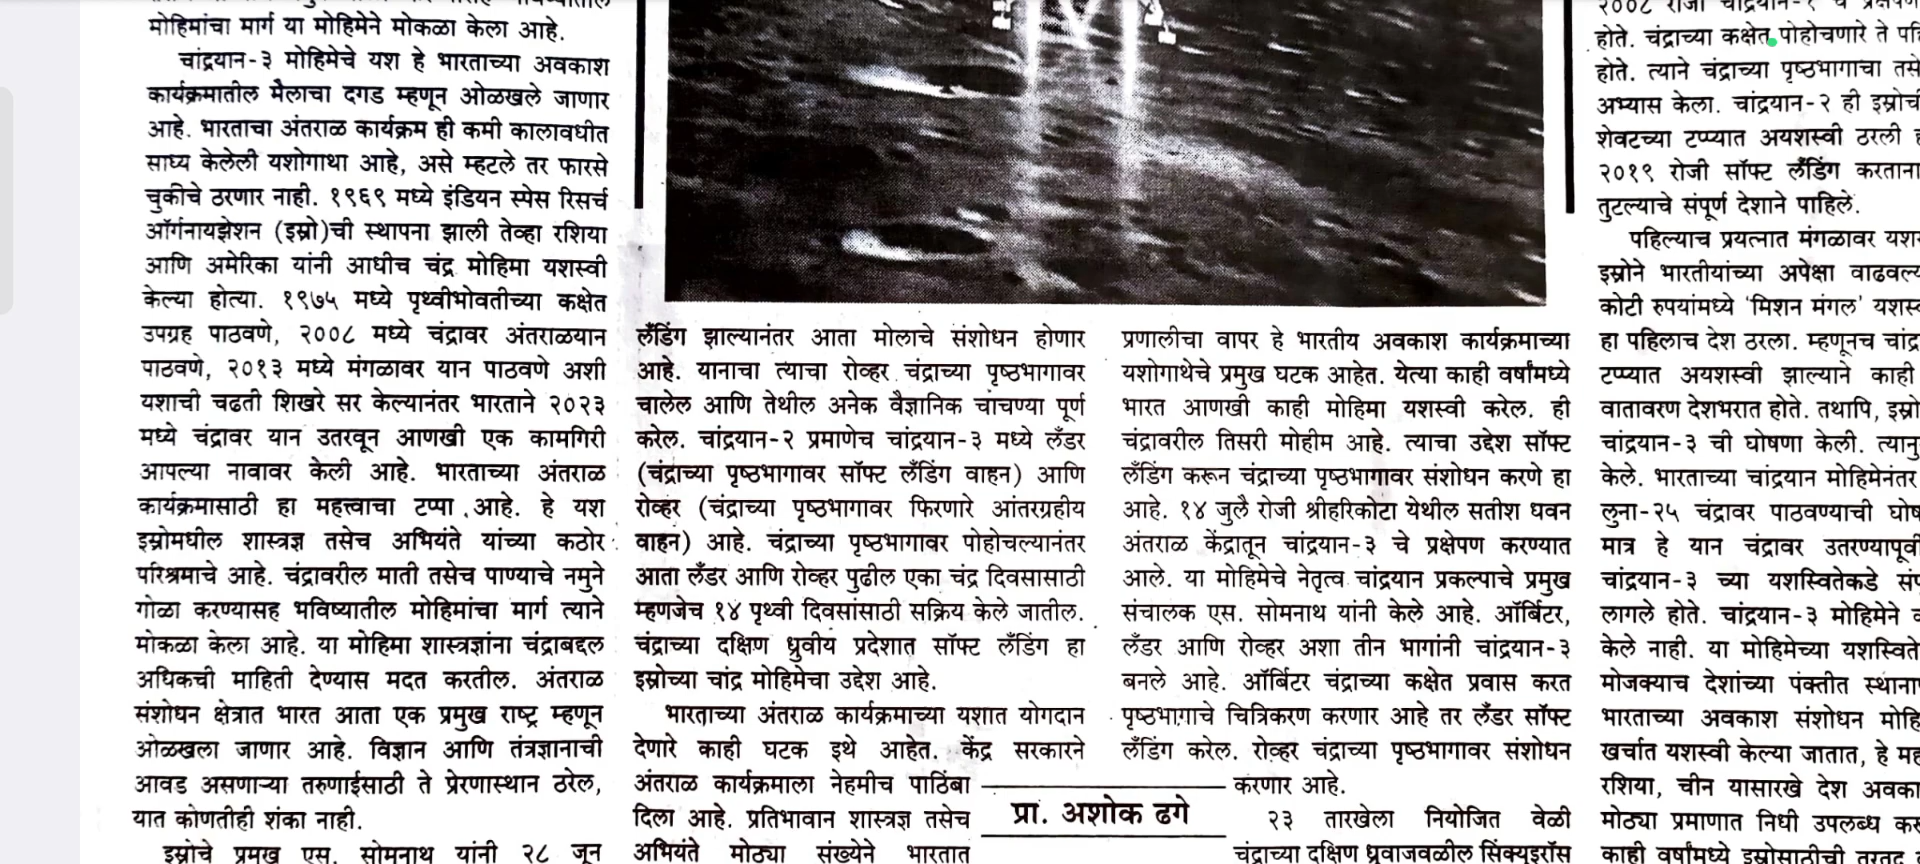 मोहिमांचा मार्ग या मोहिमेने मोकळा केला आहे.
चांद्रयान-३ मोहिमेचे यश हे भारताच्या अवकाश
कार्यक्रमातील मैलाचा दगड म्हणून ओळखले जाणार
आहे. भारताचा अंतराळ कार्यक्रम ही कमी कालावधीत
साध्य केलेली यशोगाथा आहे, असे म्हटले तर फारसे
चुकीचे ठरणार नाही. १९६९ मध्ये इंडियन स्पेस रिसर्च
ऑर्गनायझेशन (इस्रो)ची स्थापना झाली तेव्हा रशिया
आणि अमेरिका यांनी आधीच चंद्र मोहिमा यशस्वी
केल्या होत्या. १९७५ मध्ये पृथ्वीभोवतीच्या कक्षेत
उपग्रह पाठवणे, २००८ मध्ये चंद्रावर अंतराळयान
पाठवणे, २०१३ मध्ये मंगळावर यान पाठवणे अशी
यशाची चढती शिखरे सर केल्यानंतर भारताने २०२३
मध्ये चंद्रावर यान उतरवून आणखी एक कामगिरी
आपल्या नावावर केली आहे. भारताच्या अंतराळ
कार्यक्रमासाठी हा महत्त्वाचा टप्पा आहे. हे यश
इस्रोमधील शास्त्रज्ञ तसेच अभियंते यांच्या कठोर
परिश्रमाचे आहे. चंद्रावरील माती तसेच पाण्याचे नमुने
गोळा करण्यासह भविष्यातील मोहिमांचा मार्ग त्याने
मोकळा केला आहे. या मोहिमा शास्त्रज्ञांना चंद्राबद्दल
अधिकची माहिती देण्यास मदत करतील. अंतराळ
संशोधन क्षेत्रात भारत आता एक प्रमुख राष्ट्र म्हणून
ओळखला जाणार आहे. विज्ञान आणि तंत्रज्ञानाची
आवड असणाऱ्या तरुणाईसाठी ते प्रेरणास्थान ठरेल,
यात कोणतीही शंका नाही.
इस्रोचे प्रमुख एस. सोमनाथ यांनी २८ जून
लँडिंग झाल्यानंतर आता मोलाचे संशोधन होणार
आहे. यानाचा त्याचा रोव्हर चंद्राच्या पृष्ठभागावर
चालेल आणि तेथील अनेक वैज्ञानिक चाचण्या पूर्ण
करेल. चांद्रयान-२ प्रमाणेच चांद्रयान-३ मध्ये लँडर
(चंद्राच्या पृष्ठभागावर सॉफ्ट लँडिंग वाहन) आणि
रोव्हर (चंद्राच्या पृष्ठभागावर फिरणारे आंतरग्रहीय
वाहन) आहे. चंद्राच्या पृष्ठभागावर पोहोचल्यानंतर
आता लँडर आणि रोव्हर पुढील एका चंद्र दिवसासाठी
म्हणजेच १४ पृथ्वी दिवसांसाठी सक्रिय केले जातील.
चंद्राच्या दक्षिण ध्रुवीय प्रदेशात सॉफ्ट लँडिंग हा
इस्रोच्या चांद्र मोहिमेचा उद्देश आहे.
भारताच्या अंतराळ कार्यक्रमाच्या यशात योगदान
देणारे काही घटक इथे आहेत. केंद्र सरकारने
अंतराळ कार्यक्रमाला नेहमीच पाठिंबा
दिला आहे. प्रतिभावान शास्त्रज्ञ तसेच
अभियंते मोठ्या संख्येने भारतात
प्रा. अशोक ढगे
प्रणालीचा वापर हे भारतीय अवकाश कार्यक्रमाच्या
यशोगाथेचे प्रमुख घटक आहेत. येत्या काही वर्षांमध्ये
भारत आणखी काही मोहिमा यशस्वी करेल. ही
चंद्रावरील तिसरी मोहीम आहे. त्याचा उद्देश सॉफ्ट
लँडिंग करून चंद्राच्या पृष्ठभागावर संशोधन करणे हा
आहे. १४ जुलै रोजी श्रीहरिकोटा येथील सतीश धवन
अंतराळ केंद्रातून चांद्रयान-३ चे प्रक्षेपण करण्यात
आले. या मोहिमेचे नेतृत्व चांद्रयान प्रकल्पाचे प्रमुख
संचालक एस. सोमनाथ यांनी केले आहे. ऑर्बिटर,
लँडर आणि रोव्हर अशा तीन भागांनी चांद्रयान-३
बनले आहे. ऑर्बिटर चंद्राच्या कक्षेत प्रवास करत
पृष्ठभागाचे चित्रिकरण करणार आहे तर लँडर सॉफ्ट
लँडिंग करेल. रोव्हर चंद्राच्या पृष्ठभागावर संशोधन
करणार आहे.
२३ तारखेला नियोजित वेळी
चंद्राच्या दक्षिण ध्रुवाजवळील सिंक्युइरॉस
२००८ रोजी चांद्रयान-१ चे
होते. चंद्राच्या कक्षेत पोहोचणारे ते
होते. त्याने चंद्राच्या पृष्ठभागाचा
अभ्यास केला. चांद्रयान-२ ही
शेवटच्या टप्प्यात अयशस्वी ठरली
२०१९ रोजी सॉफ्ट लँडिंग करताना
तुटल्याचे संपूर्ण देशाने पाहिले.
पहिल्याच प्रयत्नात मंगळावर
इस्रोने भारतीयांच्या अपेक्षा
कोटी रुपयांमध्ये 'मिशन मंगल'
हा पहिलाच देश ठरला. म्हणूनच
टप्प्यात अयशस्वी झाल्याने काही
वातावरण देशभरात होते. तथापि,
चांद्रयान-३ ची घोषणा केली.
केले. भारताच्या चांद्रयान मोहिमेनंतर
लुना-२५ चंद्रावर पाठवण्याची
मात्र हे यान चंद्रावर उतरण्यापूर्वी
चांद्रयान-३ च्या यशस्वितेकडे
लागले होते. चांद्रयान-३ मोहिमेने
केले नाही. या मोहिमेच्या
मोजक्याच देशांच्या पंक्तीत
भारताच्या अवकाश संशोधन
खर्चात यशस्वी केल्या जातात, हे
रशिया, चीन यासारखे देश
मोठ्या प्रमाणात निधी उपलब्ध
काही वर्षांमध्ये इस्रोसाठीची